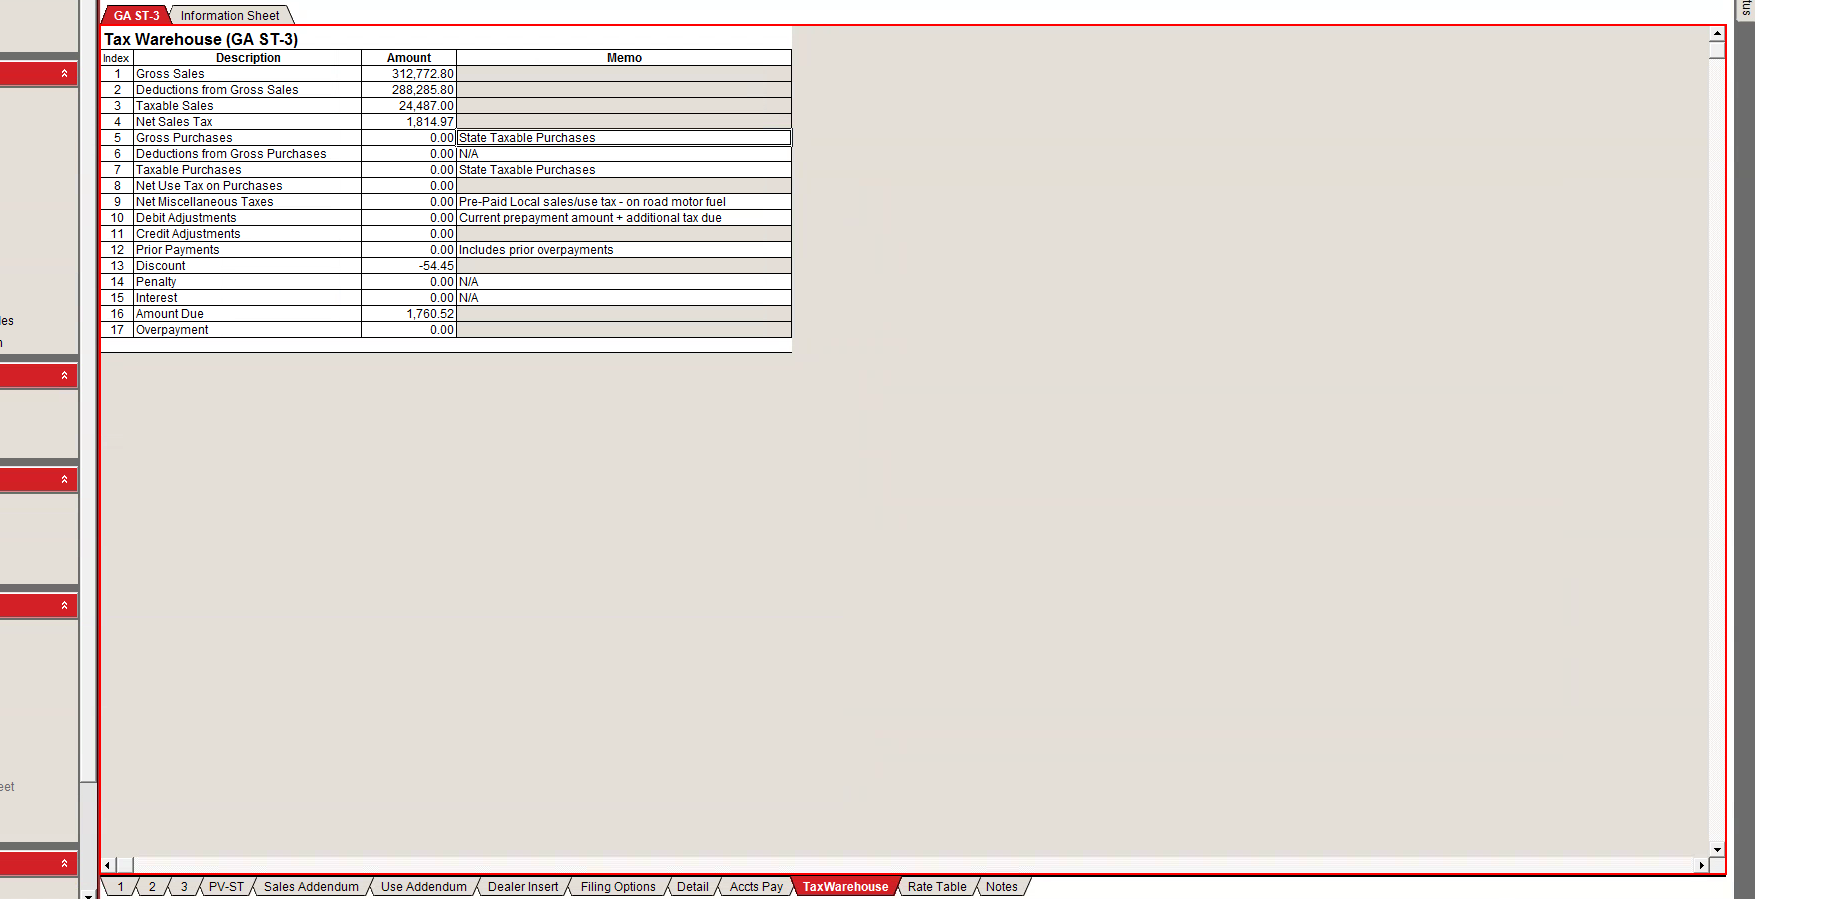 GA ST-3 Information Sheet
Tax Warehouse (GA ST-3)
Index Description Amount Memo
1 Gross Sales 312,772.80
2 Deductions from Gross Sales 288,285.80
3 Taxable Sales 24,487.00
4 Net Sales Tax 1,814.97
5 Gross Purchases 0.00 State Taxable Purchases
6 Deductions from Gross Purchases 0.00 N/A
7 Taxable Purchases 0.00 State Taxable Purchases
8 Net Use Tax on Purchases 0.00
9 Net Miscellaneous Taxes 0.00 Pre-Paid Local sales/use tax - on road motor fuel
10 Debit Adjustments 0.00 Current prepayment amount + additional tax due
11 Credit Adjustments 0.00
12 Prior Payments 0.00 Includes prior overpayments
13 Discount -54.45
14 Penalty 0.00 N/A
15 Interest 0.00 N/A
16 Amount Due 1,760.52
17 Overpayment 0.00
1 2 3 PV-ST Sales Addendum Use Addendum Dealer Insert Filing Options Detail Accts Pay TaxWarehouse Rate Table Notes